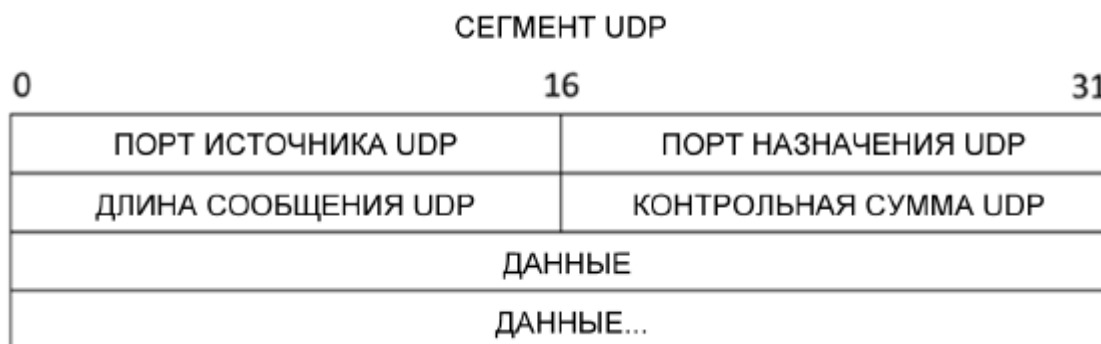 СЕГМЕНТ UDP
0 16 31
ПОРТ ИСТОЧНИКА UDP ПОРТ НАЗНАЧЕНИЯ UDP
ДЛИНА СООБЩЕНИЯ UDP КОНТРОЛЬНАЯ СУММА UDP
ДАННЫЕ
ДАННЫЕ...